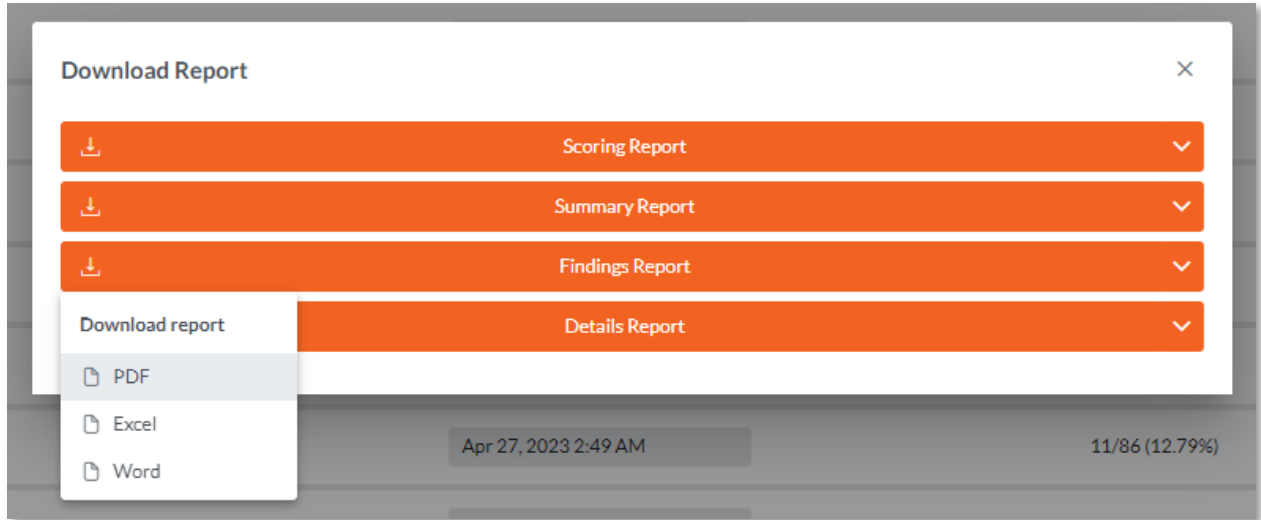 Download Report
Scoring Report
Summary Report
Findings Report
Details Report
Download report
PDF
Excel
Word
Apr 27, 2023 2:49 AM
11/86 (12.79%)